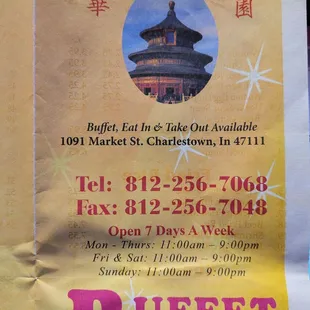 華 園
Buffet, Eat In & Take Out Available
1091 Market St. Charlestown, In 47111
Tel: 812-256-7068
Fax: 812-256-7048
Open 7 Days A Week
Mon - Thurs: 11:00am – 9:00pm
Fri & Sat: 11:00am – 9:00pm
Sunday: 11:00am – 9:00pm
BUFFET